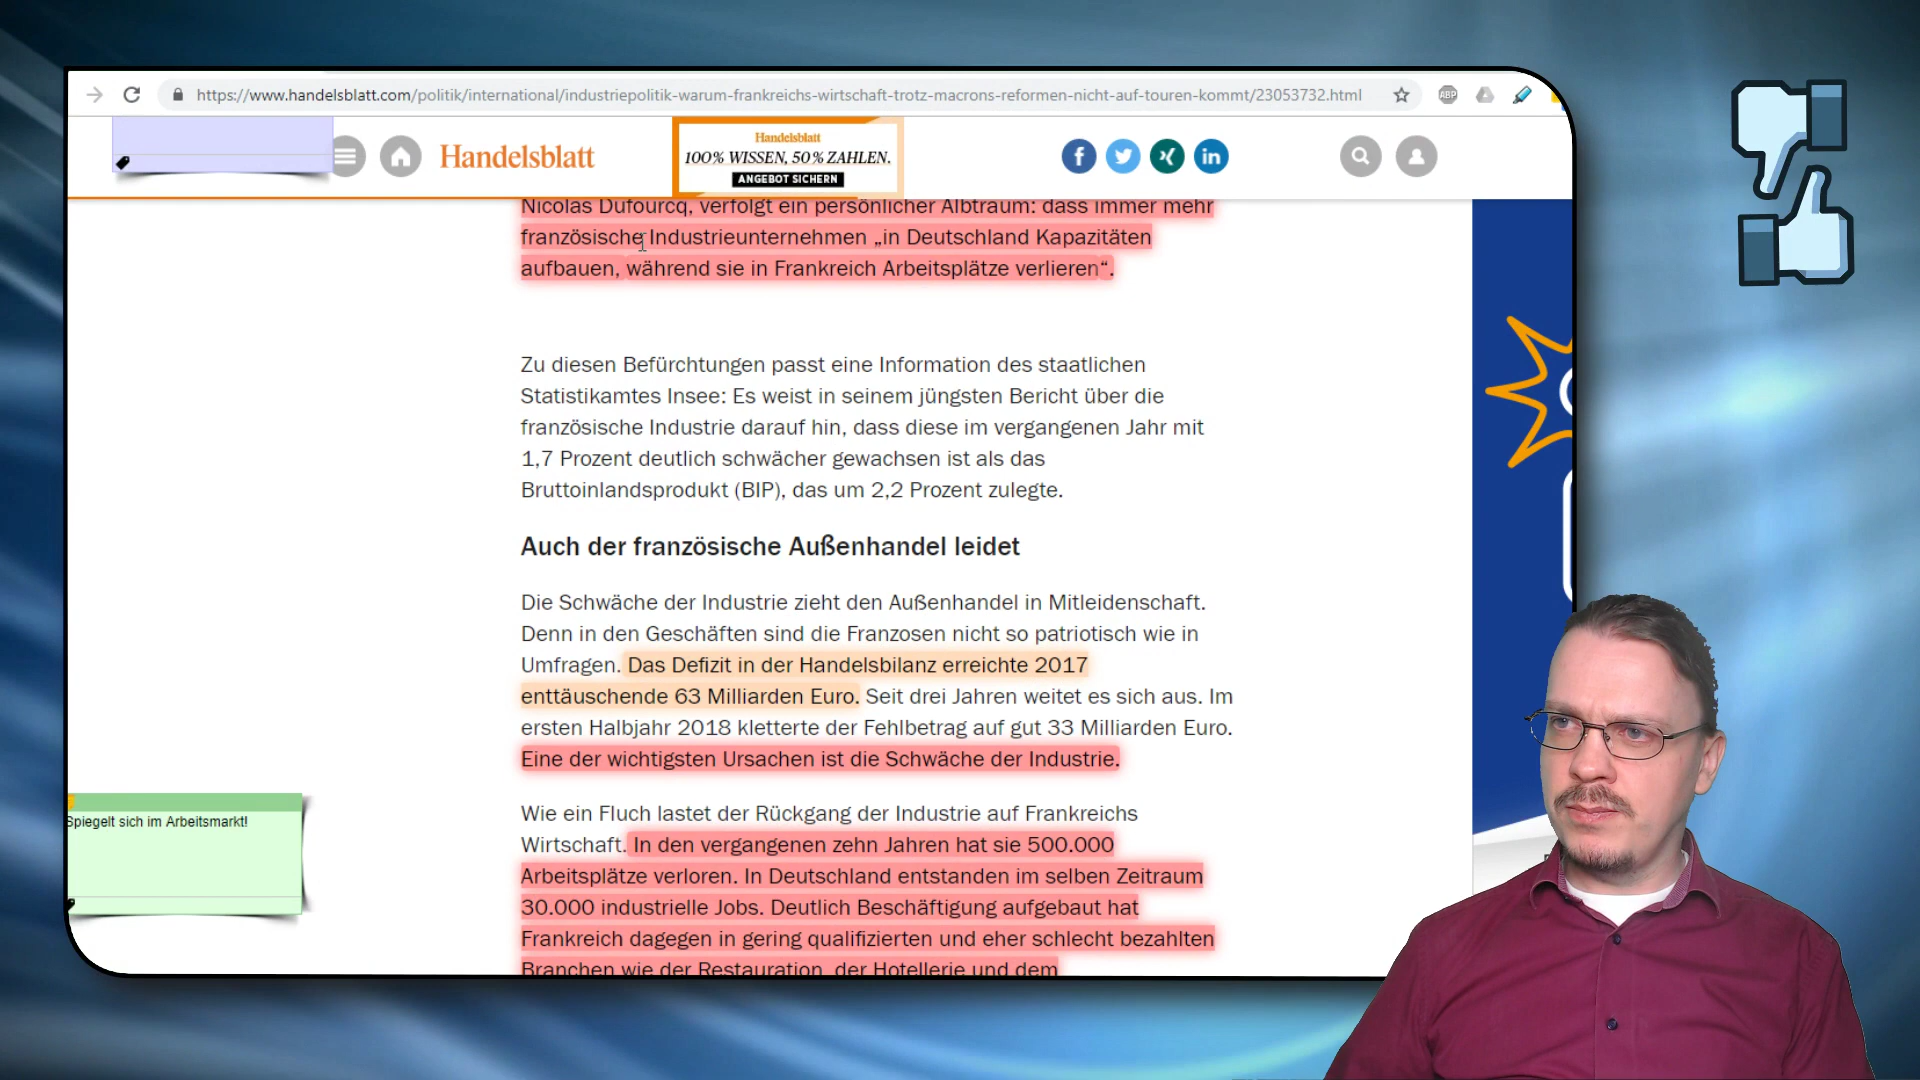 https://www.handelsblatt.com/politik/international/industriepolitik-warum-frankreichs-wirtschaft-trotz-macrons-reformen-nicht-auf-touren-kommt/23053732.html
ABP
Handelsblatt
Handelsblatt
100% WISSEN, 50% ZAHLEN.
ANGEBOT SICHERN
Nicolas Dufourcq, verfolgt ein persönlicher Albtraum: dass immer mehr
französische Industrieunternehmen „in Deutschland Kapazitäten
aufbauen, während sie in Frankreich Arbeitsplätze verlieren“.
Zu diesen Befürchtungen passt eine Information des staatlichen
Statistikamtes Insee: Es weist in seinem jüngsten Bericht über die
französische Industrie darauf hin, dass diese im vergangenen Jahr mit
1,7 Prozent deutlich schwächer gewachsen ist als das
Bruttoinlandsprodukt (BIP), das um 2,2 Prozent zulegte.
Auch der französische Außenhandel leidet
Die Schwäche der Industrie zieht den Außenhandel in Mitleidenschaft.
Denn in den Geschäften sind die Franzosen nicht so patriotisch wie in
Umfragen. Das Defizit in der Handelsbilanz erreichte 2017
enttäuschende 63 Milliarden Euro. Seit drei Jahren weitet es sich aus. Im
ersten Halbjahr 2018 kletterte der Fehlbetrag auf gut 33 Milliarden Euro.
Eine der wichtigsten Ursachen ist die Schwäche der Industrie.
Wie ein Fluch lastet der Rückgang der Industrie auf Frankreichs
Wirtschaft. In den vergangenen zehn Jahren hat sie 500.000
Arbeitsplätze verloren. In Deutschland entstanden im selben Zeitraum
30.000 industrielle Jobs. Deutlich Beschäftigung aufgebaut hat
Frankreich dagegen in gering qualifizierten und eher schlecht bezahlten
Branchen wie der Restauration, der Hotellerie und dem
Spiegelt sich im Arbeitsmarkt!